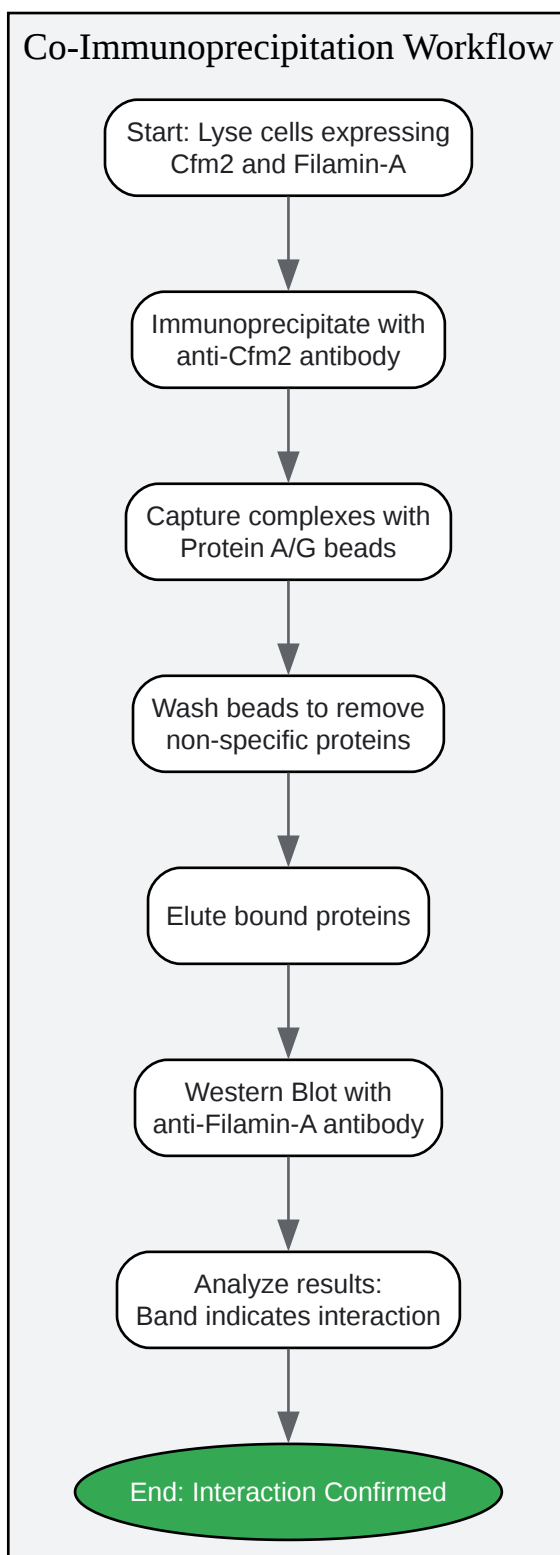 Co-Immunoprecipitation Workflow
Start: Lyse cells expressing
Cfm2 and Filamin-A
Immunoprecipitate with
anti-Cfm2 antibody
Capture complexes with
Protein A/G beads
Wash beads to remove
non-specific proteins
Elute bound proteins
Western Blot with
anti-Filamin-A antibody
Analyze results:
Band indicates interaction
End: Interaction Confirmed